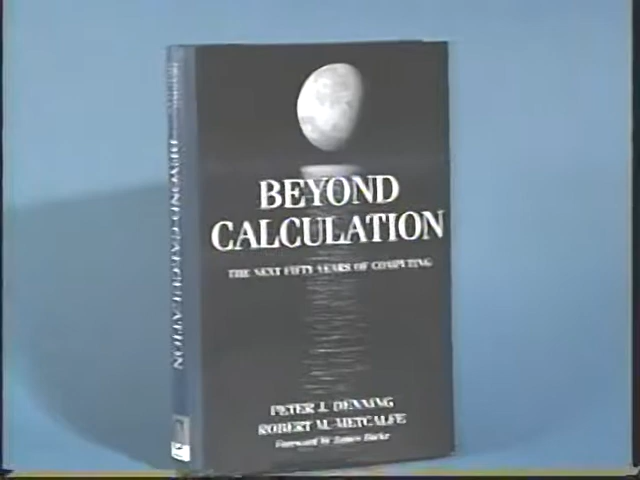 BEYOND
CALCULATION
THE NEXT FIFTY YEARS OF COMPUTING
PETER J. DENNING
ROBERT M. METCALFE
Foreword by James Burke
BEYOND CALCULATION